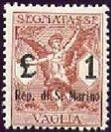 SEGNATASSE
£ 1
Rep. di S. Marino
VAGLIA